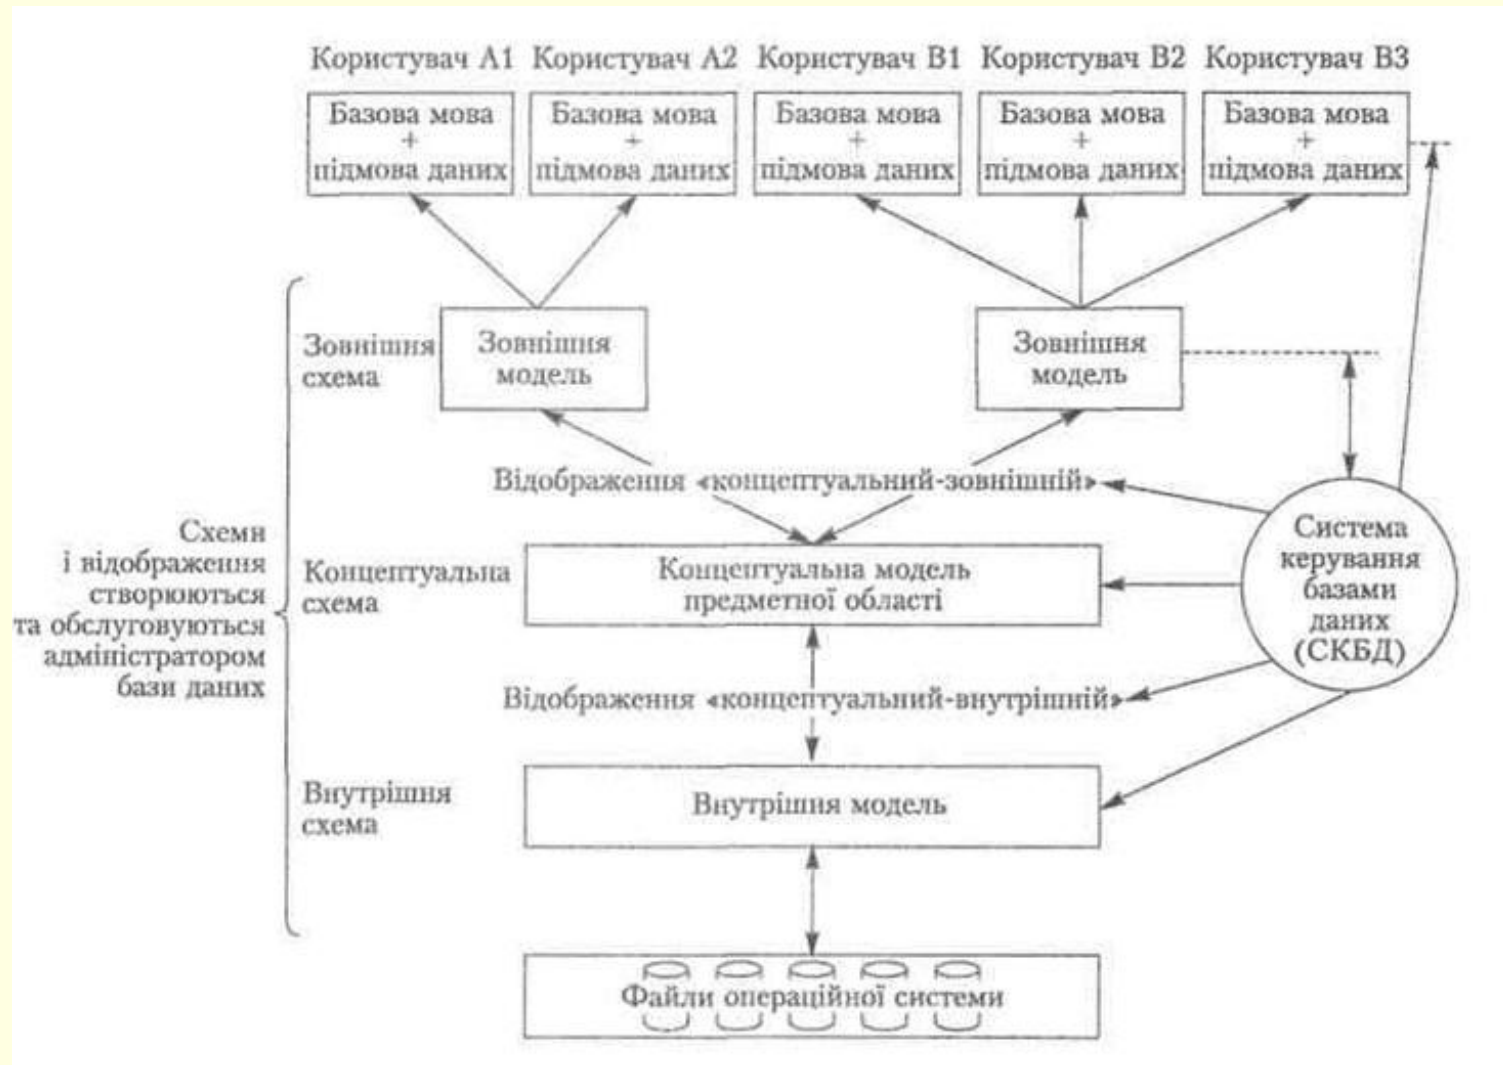 Користувач А1 Користувач А2 Користувач В1 Користувач В2 Користувач В3
Базова мова
+
підмова даних
Базова мова
+
підмова даних
Базова мова
+
підмова даних
Базова мова
+
підмова даних
Базова мова
+
підмова даних
Зовнішня
схема
Зовнішня
модель
Зовнішня
модель
Відображення «концептуальний-зовнішній»
Схеми
і відображення
створюються
та обслуговуються
адміністратором
бази даних
Концептуальна
схема
Концептуальна модель
предметної області
Система
керування
базами
даних
(СКБД)
Відображення «концептуальний-внутрішній»
Внутрішня
схема
Внутрішня модель
Файли операційної системи